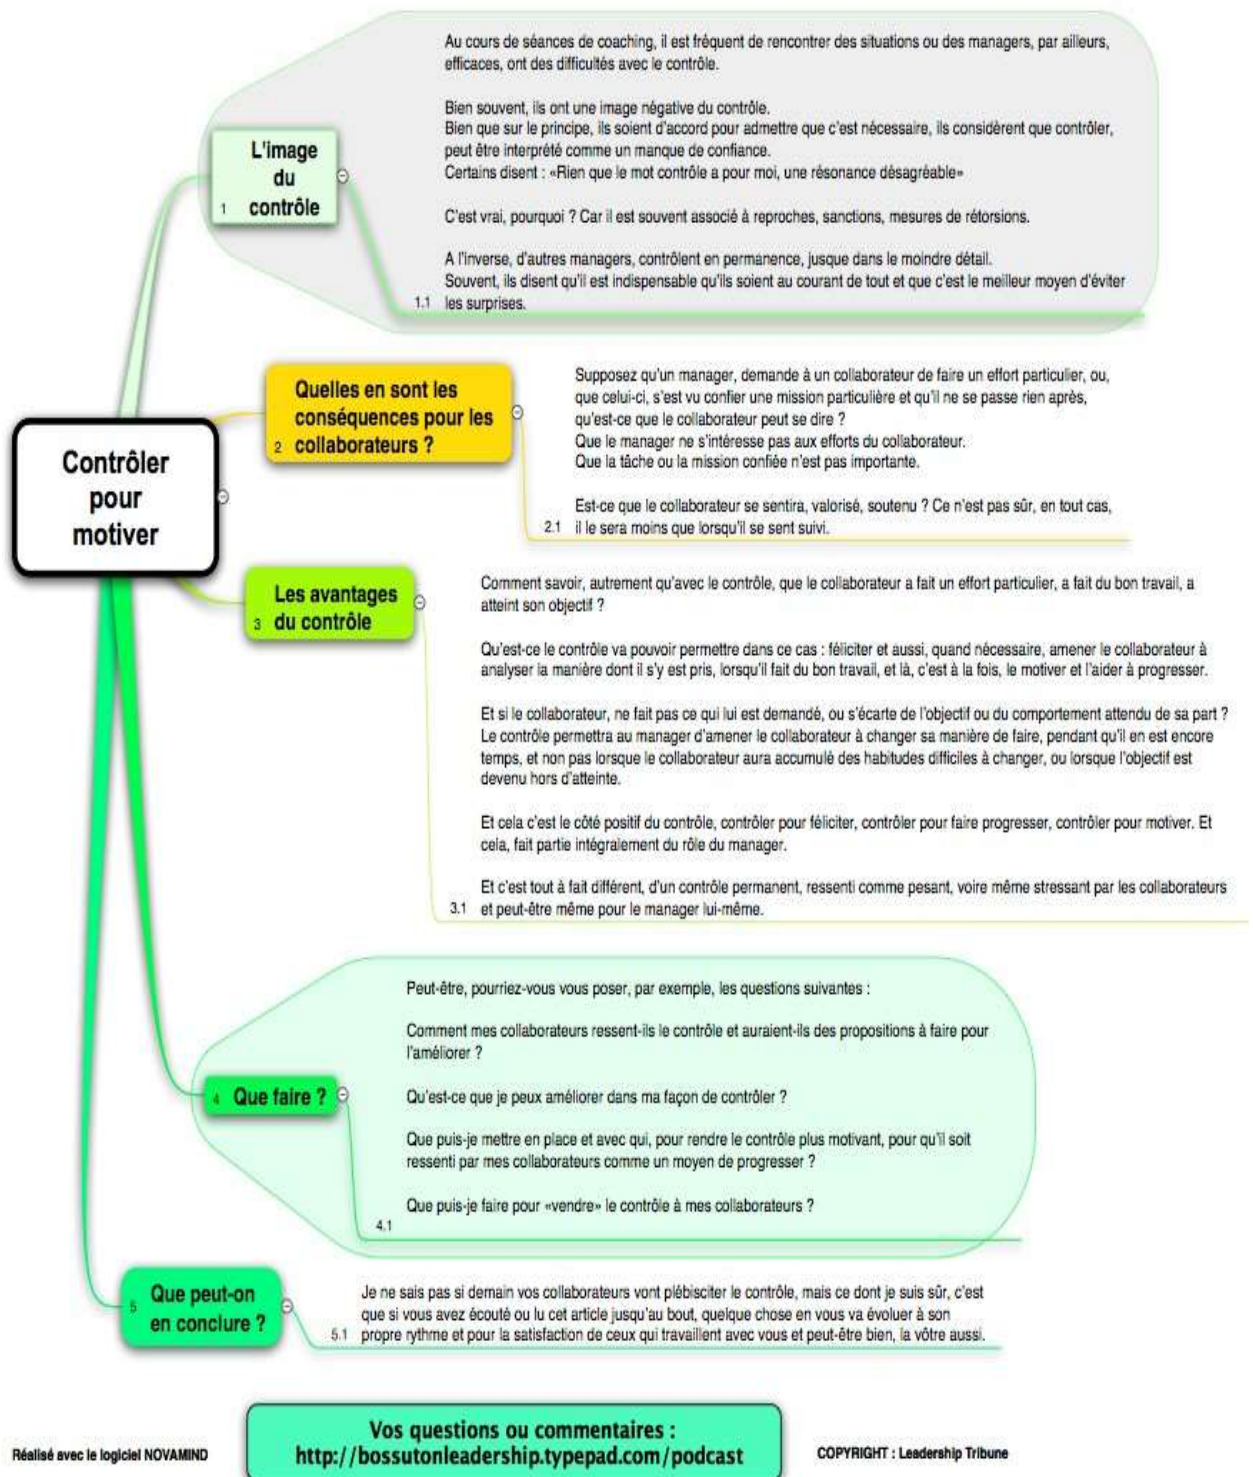 Contrôler
pour
motiver
L'image
du
1 contrôle
Au cours de séances de coaching, il est fréquent de rencontrer des situations ou des managers, par ailleurs,
efficaces, ont des difficultés avec le contrôle.
Bien souvent, ils ont une image négative du contrôle.
Bien que sur le principe, ils soient d'accord pour admettre que c'est nécessaire, ils considèrent que contrôler,
peut être interprété comme un manque de confiance.
Certains disent : «Rien que le mot contrôle a pour moi, une résonance désagréable»
C'est vrai, pourquoi ? Car il est souvent associé à reproches, sanctions, mesures de rétorsions.
A l'inverse, d'autres managers, contrôlent en permanence, jusque dans le moindre détail.
Souvent, ils disent qu'il est indispensable qu'ils soient au courant de tout et que c'est le meilleur moyen d'éviter
1.1 les surprises.
Quelles en sont les
conséquences pour les
2 collaborateurs ?
Supposez qu'un manager, demande à un collaborateur de faire un effort particulier, ou,
que celui-ci, s'est vu confier une mission particulière et qu'il ne se passe rien après,
qu'est-ce que le collaborateur peut se dire ?
Que le manager ne s'intéresse pas aux efforts du collaborateur.
Que la tâche ou la mission confiée n'est pas importante.
Est-ce que le collaborateur se sentira, valorisé, soutenu ? Ce n'est pas sûr, en tout cas,
2.1 il le sera moins que lorsqu'il se sent suivi.
Les avantages
3 du contrôle
Comment savoir, autrement qu'avec le contrôle, que le collaborateur a fait un effort particulier, a fait du bon travail, a
atteint son objectif ?
Qu'est-ce le contrôle va pouvoir permettre dans ce cas : féliciter et aussi, quand nécessaire, amener le collaborateur à
analyser la manière dont il s'y est pris, lorsqu'il fait du bon travail, et là, c'est à la fois, le motiver et l'aider à progresser.
Et si le collaborateur, ne fait pas ce qui lui est demandé, ou s'écarte de l'objectif ou du comportement attendu de sa part ?
Le contrôle permettra au manager d'amener le collaborateur à changer sa manière de faire, pendant qu'il en est encore
temps, et non pas lorsque le collaborateur aura accumulé des habitudes difficiles à changer, ou lorsque l'objectif est
devenu hors d'atteinte.
Et cela c'est le côté positif du contrôle, contrôler pour féliciter, contrôler pour faire progresser, contrôler pour motiver. Et
cela, fait partie intégralement du rôle du manager.
Et c'est tout à fait différent, d'un contrôle permanent, ressenti comme pesant, voire même stressant par les collaborateurs
3.1 et peut-être même pour le manager lui-même.
4 Que faire ?
Peut-être, pourriez-vous vous poser, par exemple, les questions suivantes :
Comment mes collaborateurs ressent-ils le contrôle et auraient-ils des propositions à faire pour
l'améliorer ?
Qu'est-ce que je peux améliorer dans ma façon de contrôler ?
Que puis-je mettre en place et avec qui, pour rendre le contrôle plus motivant, pour qu'il soit
ressenti par mes collaborateurs comme un moyen de progresser ?
Que puis-je faire pour «vendre» le contrôle à mes collaborateurs ?
4.1
Que peut-on
5 en conclure ?
Je ne sais pas si demain vos collaborateurs vont plébisciter le contrôle, mais ce dont je suis sûr, c'est
que si vous avez écouté ou lu cet article jusqu'au bout, quelque chose en vous va évoluer à son
5.1 propre rythme et pour la satisfaction de ceux qui travaillent avec vous et peut-être bien, la vôtre aussi.
Vos questions ou commentaires :
http://bossutonleadership.typepad.com/podcast
Réalisé avec le logiciel NOVAMIND
COPYRIGHT : Leadership Tribune